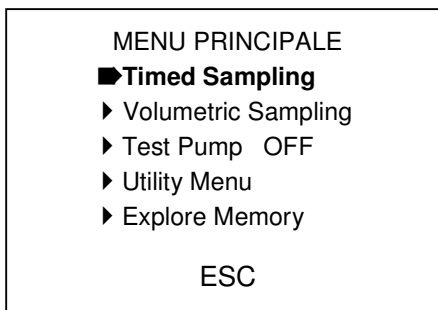 MENU PRINCIPALE
Timed Sampling
Volumetric Sampling
Test Pump OFF
Utility Menu
Explore Memory
ESC